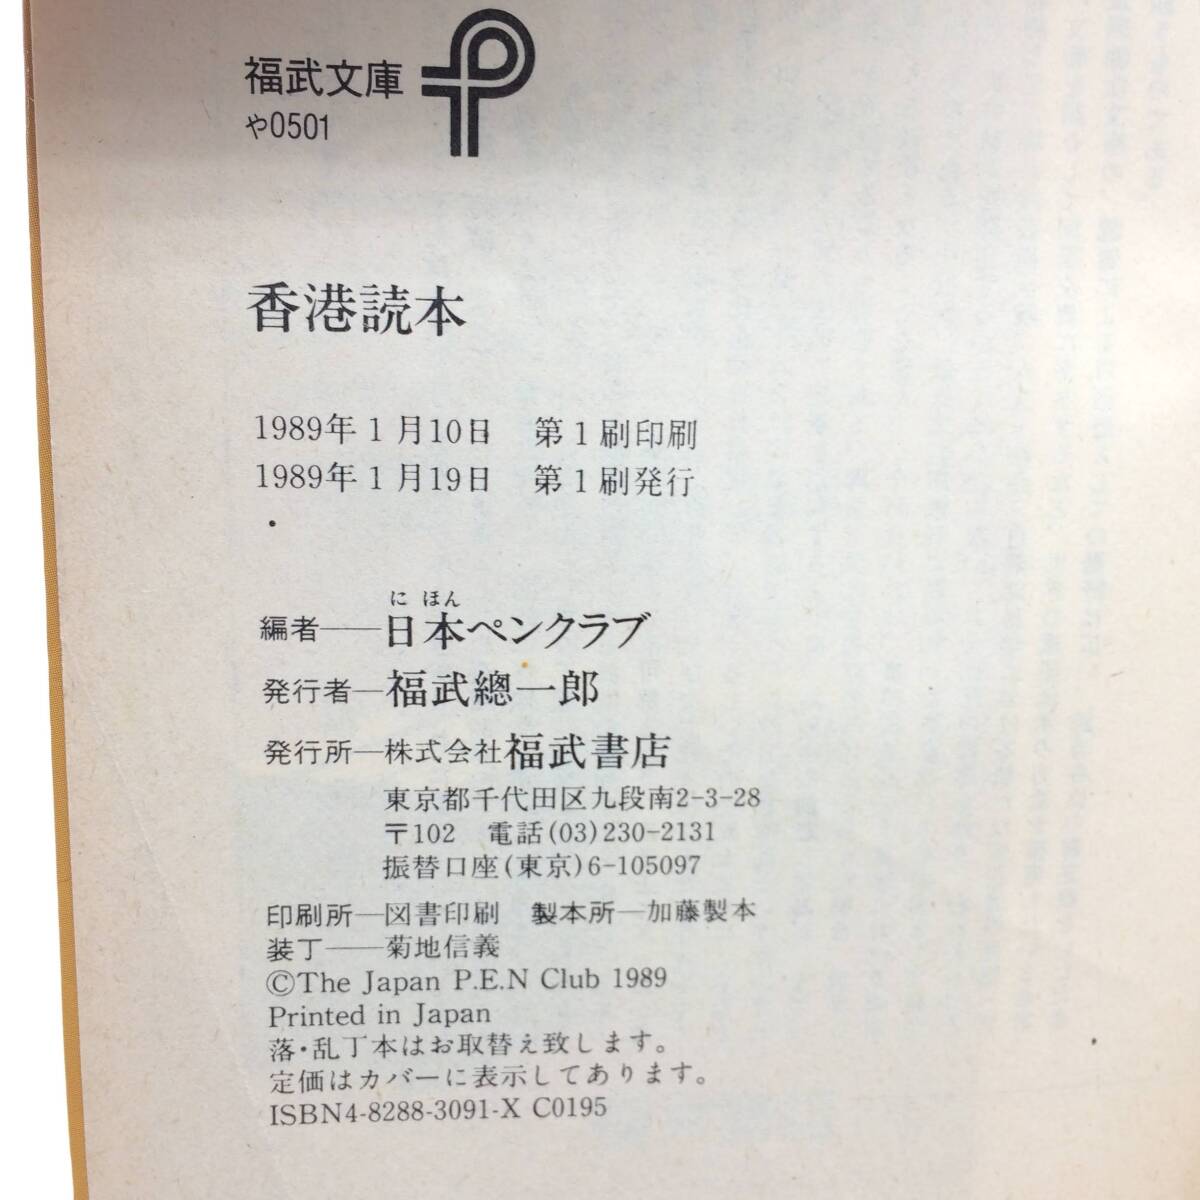 福武文庫
や0501
香港読本
1989年1月10日 第1刷印刷
1989年1月19日 第1刷発行
にほん
編者──日本ペンクラブ
発行者─福武總一郎
発行所─株式会社福武書店
東京都千代田区九段南2-3-28
〒102 電話(03)230-2131
振替口座(東京)6-105097
印刷所─図書印刷 製本所─加藤製本
装丁──菊地信義
©The Japan P.E.N Club 1989
Printed in Japan
落・乱丁本はお取替え致します。
定価はカバーに表示してあります。
ISBN4-8288-3091-X C0195